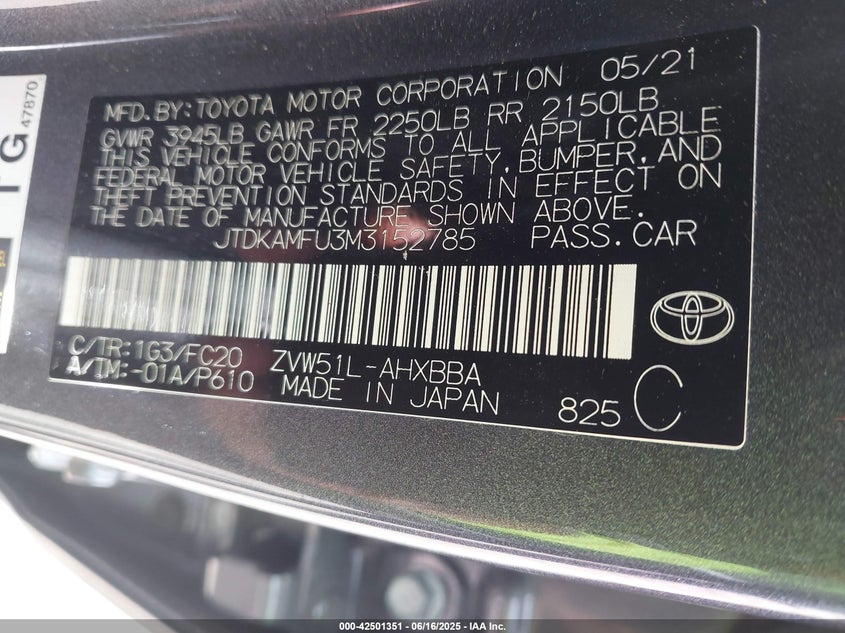 MFD.BY:TOYOTA MOTOR CORPORATION 05/21
GVWR 3945LB GAWR FR 2250LB RR 2150LB
THIS VEHICLE CONFORMS TO ALL APPLICABLE
FEDERAL MOTOR VEHICLE SAFETY,BUMPER,AND
THEFT PREVENTION STANDARDS IN EFFECT ON
THE DATE OF MANUFACTURE SHOWN ABOVE.
JTDKAMFU3M3152785 PASS.CAR
C/TR:1G3/FC20 ZVW51L-AHXBBA
A/TM:-01A/P610 MADE IN JAPAN
825 C
TG
47870
000-42501351 | 06/16/2025 - IAA Inc.